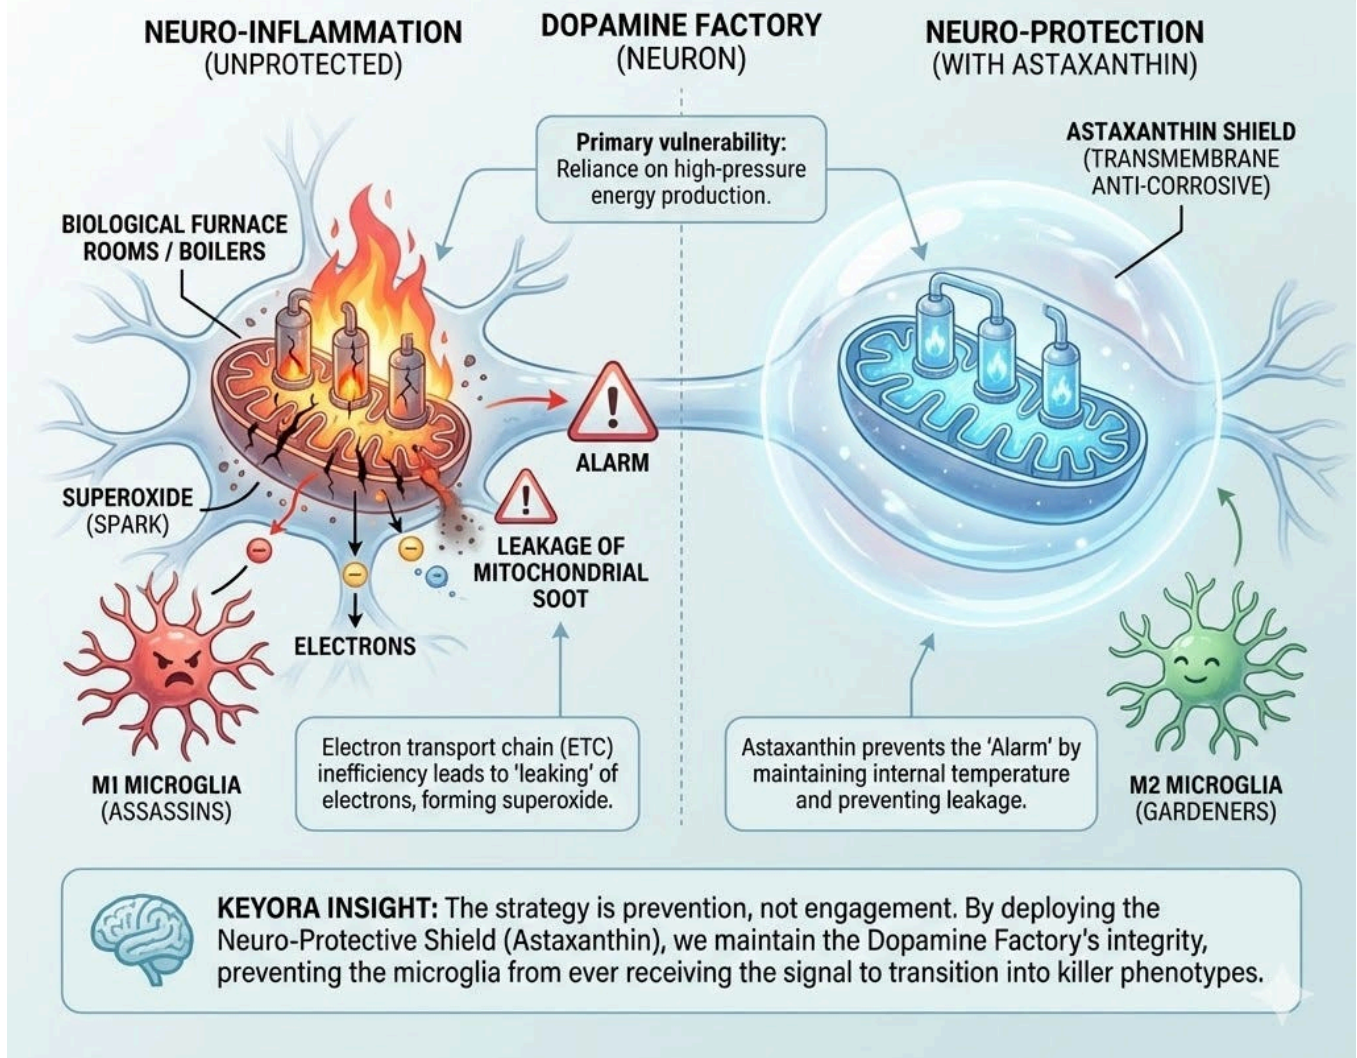 NEURO-INFLAMMATION
(UNPROTECTED)
DOPAMINE FACTORY
(NEURON)
NEURO-PROTECTION
(WITH ASTAXANTHIN)
Primary vulnerability:
Reliance on high-pressure
energy production.
ASTAXANTHIN SHIELD
(TRANSMEMBRANE
ANTI-CORROSIVE)
BIOLOGICAL FURNACE
ROOMS / BOILERS
ALARM
SUPEROXIDE
(SPARK)
LEAKAGE OF
MITOCHONDRIAL
SOOT
ELECTRONS
M1 MICROGLIA
(ASSASSINS)
Electron transport chain (ETC)
inefficiency leads to 'leaking' of
electrons, forming superoxide.
Astaxanthin prevents the 'Alarm' by
maintaining internal temperature
and preventing leakage.
M2 MICROGLIA
(GARDENERS)
KEYORA INSIGHT: The strategy is prevention, not engagement. By deploying the
Neuro-Protective Shield (Astaxanthin), we maintain the Dopamine Factory's integrity,
preventing the microglia from ever receiving the signal to transition into killer phenotypes.